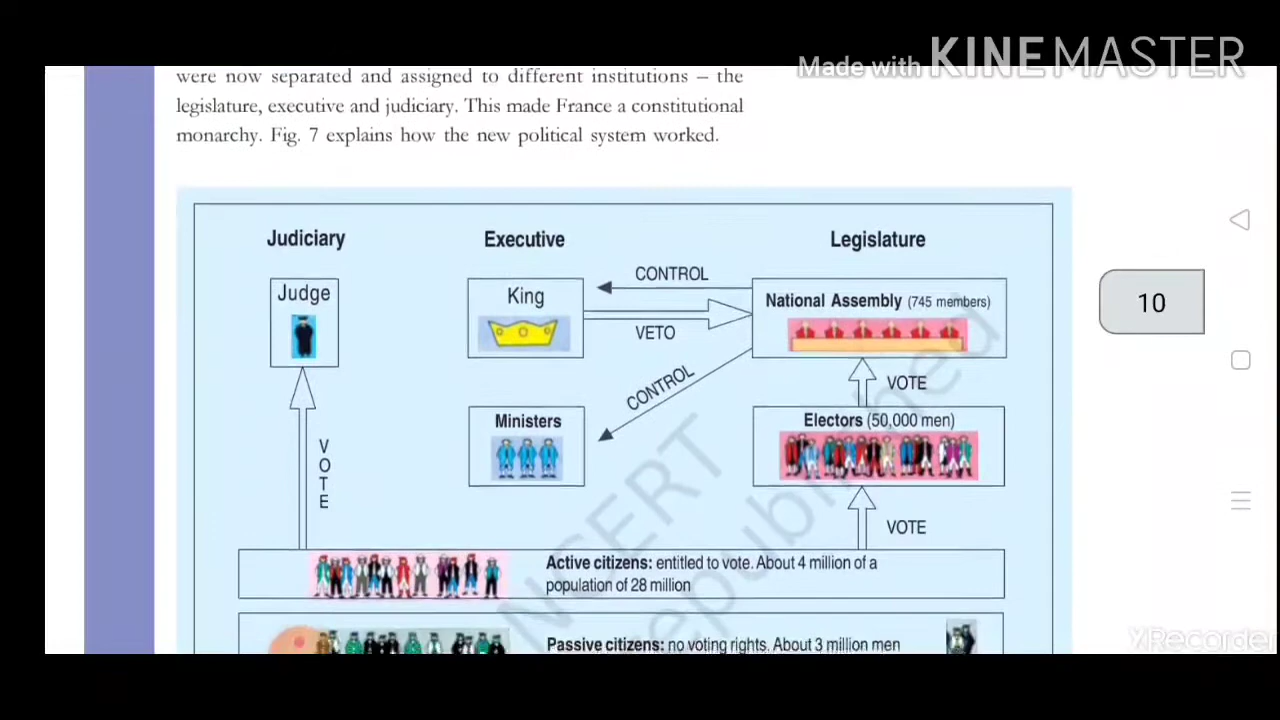 Made with KINEMASTER
were now separated and assigned to different institutions – the
legislature, executive and judiciary. This made France a constitutional
monarchy. Fig. 7 explains how the new political system worked.
Judiciary Executive Legislature
Judge
King
CONTROL
VETO
National Assembly (745 members)
10
CONTROL
VOTE
Ministers
Electors (50,000 men)
VOTE
VOTE
Active citizens: entitled to vote. About 4 million of a
population of 28 million
Passive citizens: no voting rights. About 3 million men
NCERT
republished
XRecorder